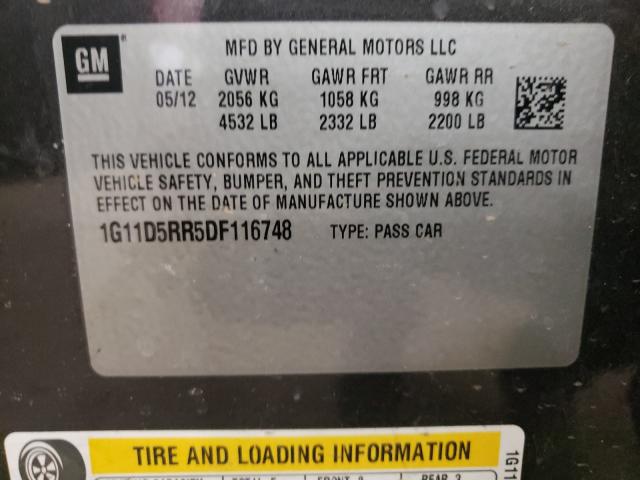 GM
MFD BY GENERAL MOTORS LLC
DATE GVWR GAWR FRT GAWR RR
05/12 2056 KG 1058 KG 998 KG
4532 LB 2332 LB 2200 LB
THIS VEHICLE CONFORMS TO ALL APPLICABLE U.S. FEDERAL MOTOR
VEHICLE SAFETY, BUMPER, AND THEFT PREVENTION STANDARDS IN
EFFECT ON THE DATE OF MANUFACTURE SHOWN ABOVE.
1G11D5RR5DF116748 TYPE: PASS CAR
TIRE AND LOADING INFORMATION
1G11